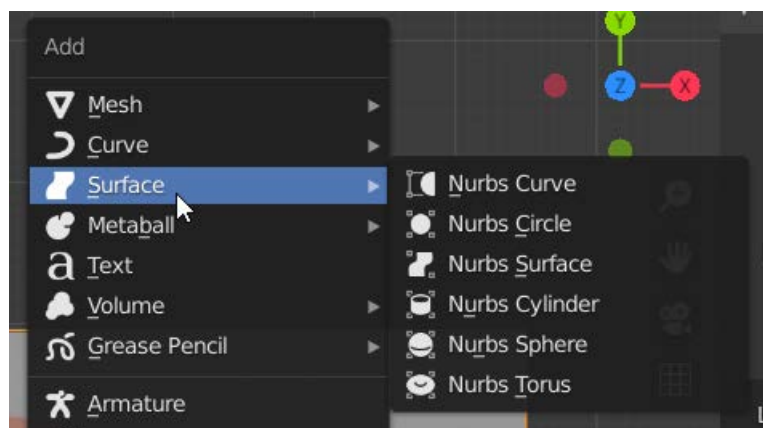 Add
Mesh
Curve
Surface
Metaball
Text
Volume
Grease Pencil
Armature
Nurbs Curve
Nurbs Circle
Nurbs Surface
Nurbs Cylinder
Nurbs Sphere
Nurbs Torus
Y
Z
X